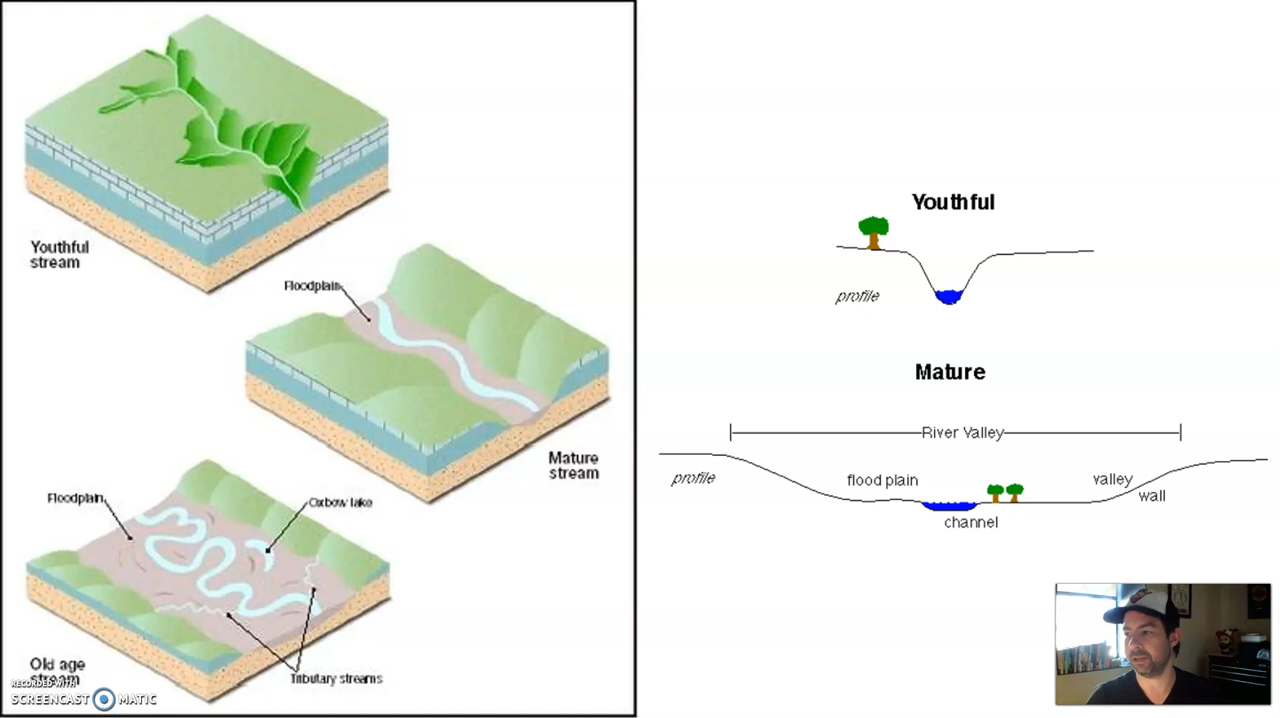 Youthful
stream
Floodplain
Mature
stream
Floodplain
Oxbow lake
Old age
stream
Tributary streams
RECORDED WITH
SCREENCAST MATIC
Youthful
profile
Mature
River Valley
profile
flood plain
valley
wall
channel